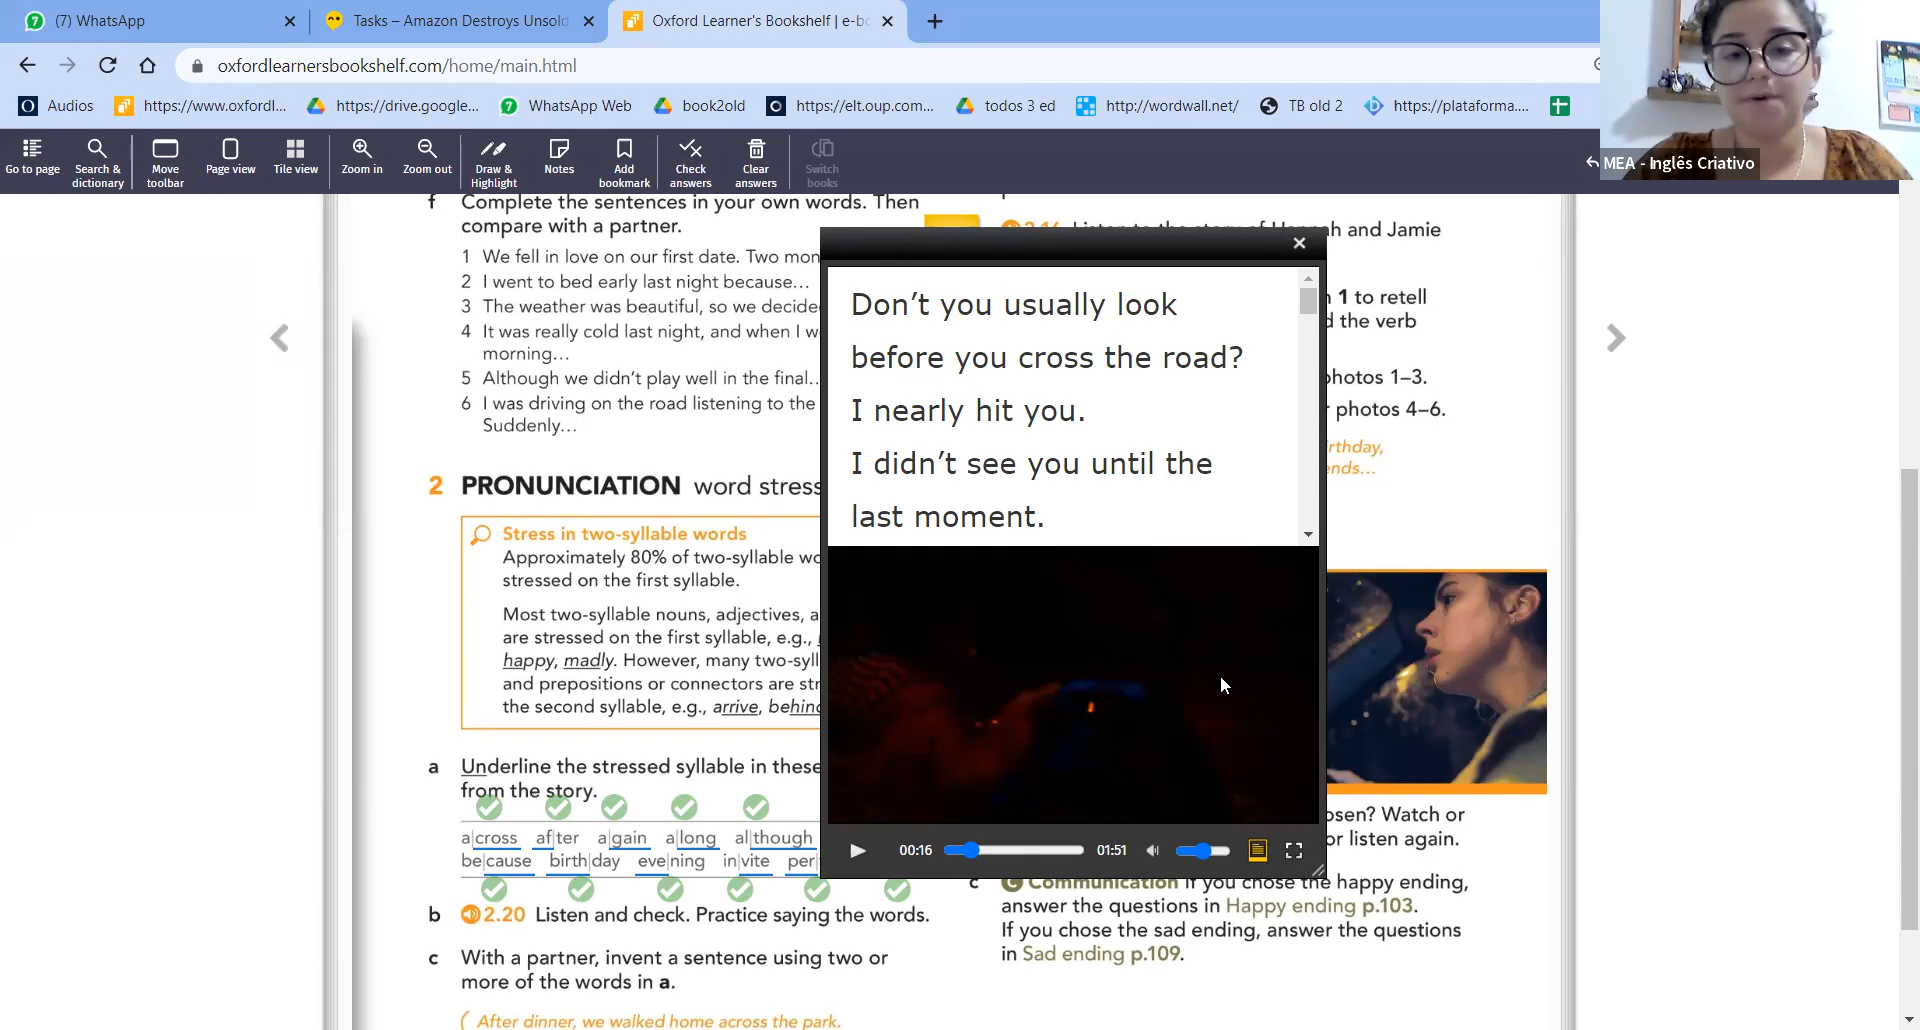 (7) WhatsApp
Tasks – Amazon Destroys Unsold
Oxford Learner's Bookshelf | e-bo
oxfordlearnersbookshelf.com/home/main.html
Audios
https://www.oxfordl...
https://drive.google...
WhatsApp Web
book2old
https://elt.oup.com...
todos 3 ed
http://wordwall.net/
TB old 2
https://plataforma....
Go to page
Search & dictionary
Move toolbar
Page view
Tile view
Zoom in
Zoom out
Draw & Highlight
Notes
Add bookmark
Check answers
Clear answers
Switch books
MEA - Inglês Criativo
f Complete the sentences in your own words. Then
compare with a partner.
1 We fell in love on our first date. Two mon
2 I went to bed early last night because...
3 The weather was beautiful, so we decide
4 It was really cold last night, and when I w
morning...
5 Although we didn't play well in the final..
6 I was driving on the road listening to the
Suddenly...
2 PRONUNCIATION word stress
Stress in two-syllable words
Approximately 80% of two-syllable wo
stressed on the first syllable.
Most two-syllable nouns, adjectives, a
are stressed on the first syllable, e.g.,
happy, madly. However, many two-syll
and prepositions or connectors are str
the second syllable, e.g., arrive, behind
a Underline the stressed syllable in these
from the story.
a|cross af|ter a|gain a|long al|though
be|cause birth|day eve|ning in|vite per
b 2.20 Listen and check. Practice saying the words.
c With a partner, invent a sentence using two or
more of the words in a.
After dinner, we walked home across the park.
Don't you usually look
before you cross the road?
I nearly hit you.
I didn't see you until the
last moment.
00:16
01:51
2.16 Listen to the story of Hannah and Jamie
1 to retell
d the verb
photos 1–3.
r photos 4–6.
irthday,
ends...
osen? Watch or
or listen again.
c C Communication If you chose the happy ending,
answer the questions in Happy ending p.103.
If you chose the sad ending, answer the questions
in Sad ending p.109.